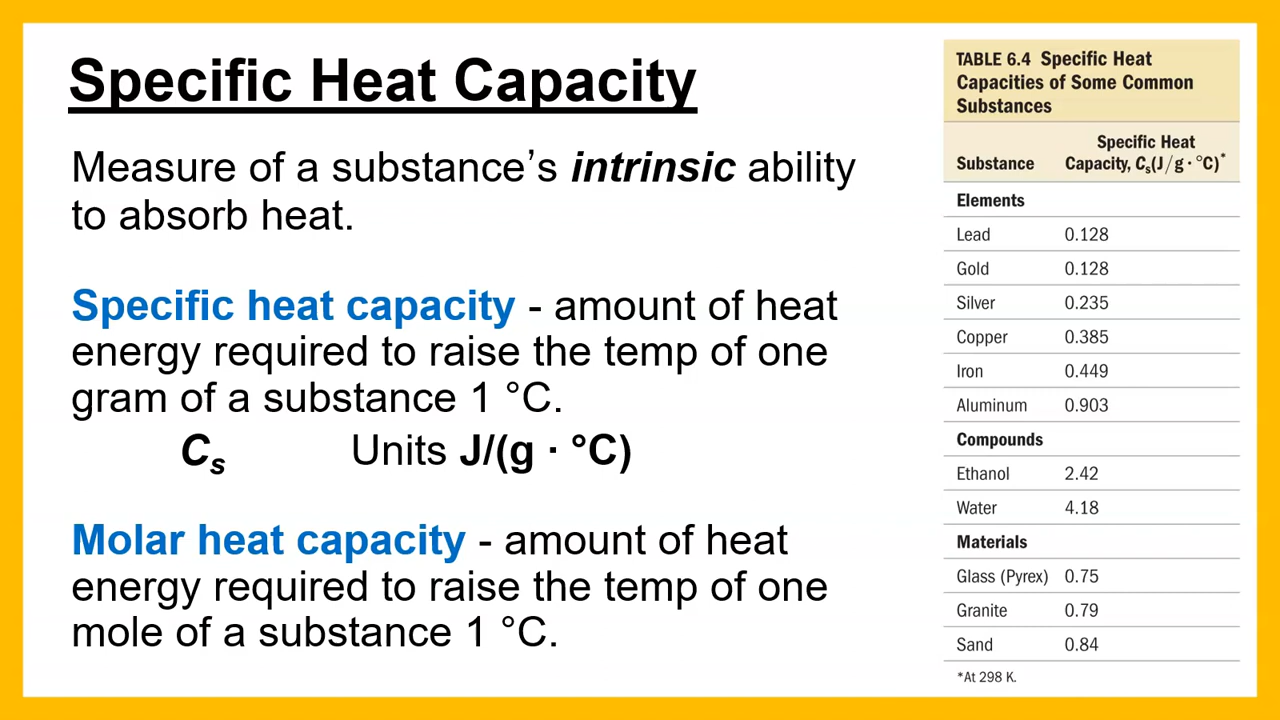 Specific Heat Capacity
Measure of a substance’s intrinsic ability
to absorb heat.
Specific heat capacity - amount of heat
energy required to raise the temp of one
gram of a substance 1 °C.
Cs Units J/(g · °C)
Molar heat capacity - amount of heat
energy required to raise the temp of one
mole of a substance 1 °C.
TABLE 6.4 Specific Heat
Capacities of Some Common
Substances
Specific Heat
Substance Capacity, Cs(J/g · °C)*
Elements
Lead 0.128
Gold 0.128
Silver 0.235
Copper 0.385
Iron 0.449
Aluminum 0.903
Compounds
Ethanol 2.42
Water 4.18
Materials
Glass (Pyrex) 0.75
Granite 0.79
Sand 0.84
*At 298 K.